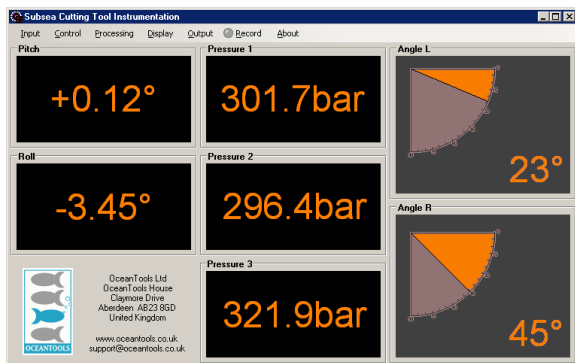 Subsea Cutting Tool Instrumentation
Input Control Processing Display Output Record About
Pitch
+0.12°
Pressure 1
301.7bar
Angle L
23°
Roll
-3.45°
Pressure 2
296.4bar
Angle R
45°
Pressure 3
321.9bar
OCEANTOOLS
OceanTools Ltd
OceanTools House
Claymore Drive
Aberdeen AB23 8GD
United Kingdom
www.oceantools.co.uk
support@oceantools.co.uk